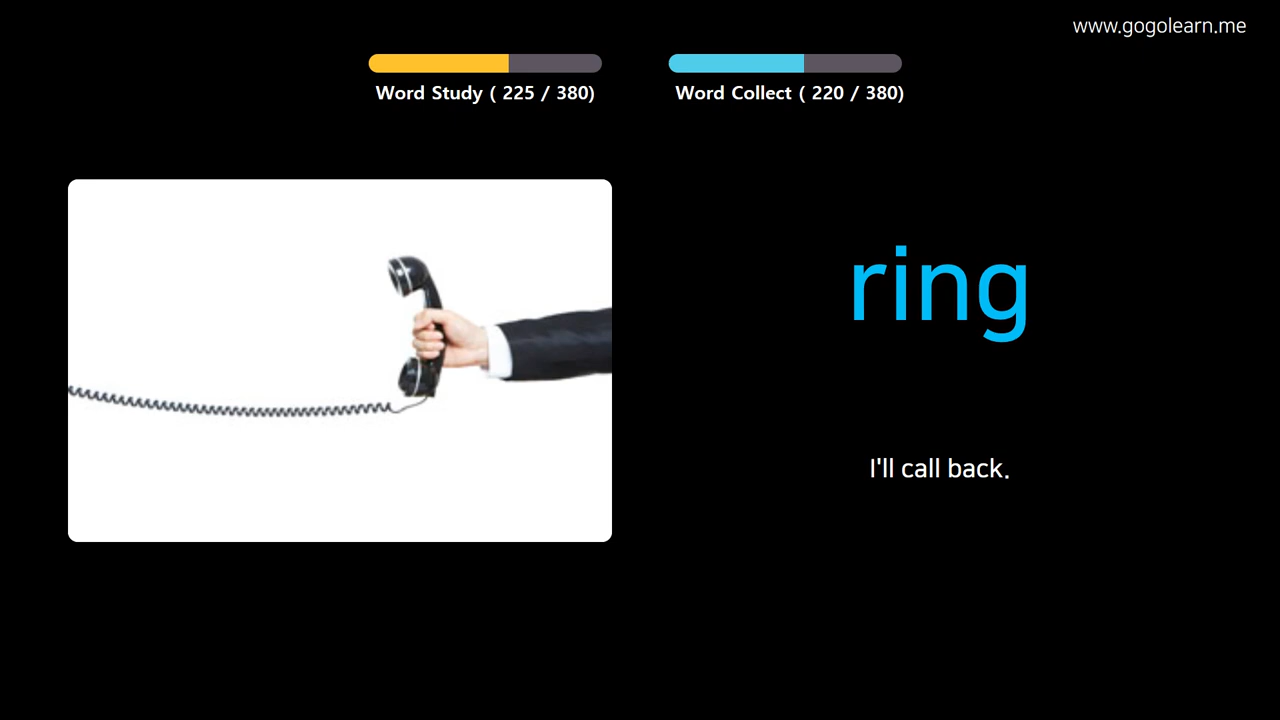 www.gogolearn.me
Word Study ( 225 / 380)
Word Collect ( 220 / 380)
ring
I'll call back.